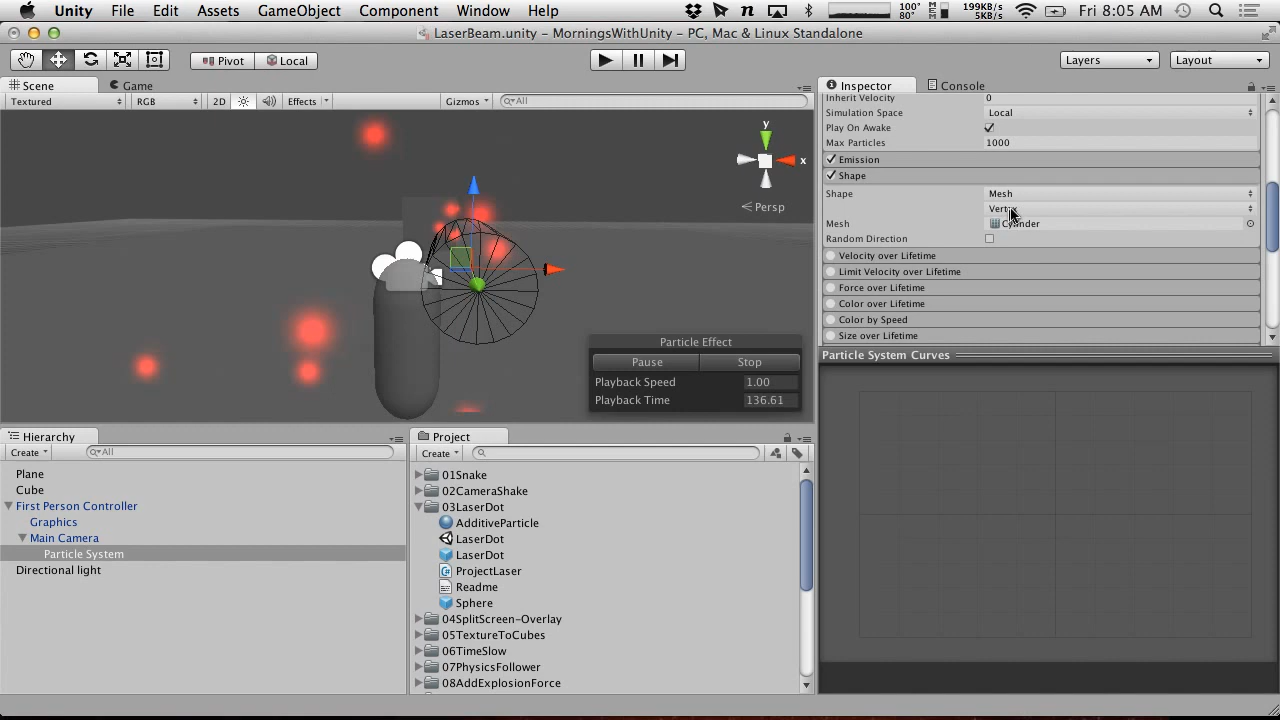 Unity File Edit Assets GameObject Component Window Help 100° 80° 199KB/s 5KB/s Fri 8:05 AM
LaserBeam.unity - MorningsWithUnity - PC, Mac & Linux Standalone
Pivot Local Layers Layout
Scene Game
Textured RGB 2D Effects Gizmos All
y
x
Persp
Particle Effect
Pause Stop
Playback Speed 1.00
Playback Time 136.61
Inspector Console
Inherit Velocity 0
Simulation Space Local
Play On Awake
Max Particles 1000
Emission
Shape
Shape Mesh
Vertex
Mesh Cylinder
Random Direction
Velocity over Lifetime
Limit Velocity over Lifetime
Force over Lifetime
Color over Lifetime
Color by Speed
Size over Lifetime
Particle System Curves
Hierarchy
Create All
Plane
Cube
First Person Controller
Graphics
Main Camera
Particle System
Directional light
Project
Create
01Snake
02CameraShake
03LaserDot
AdditiveParticle
LaserDot
LaserDot
ProjectLaser
Readme
Sphere
04SplitScreen-Overlay
05TextureToCubes
06TimeSlow
07PhysicsFollower
08AddExplosionForce